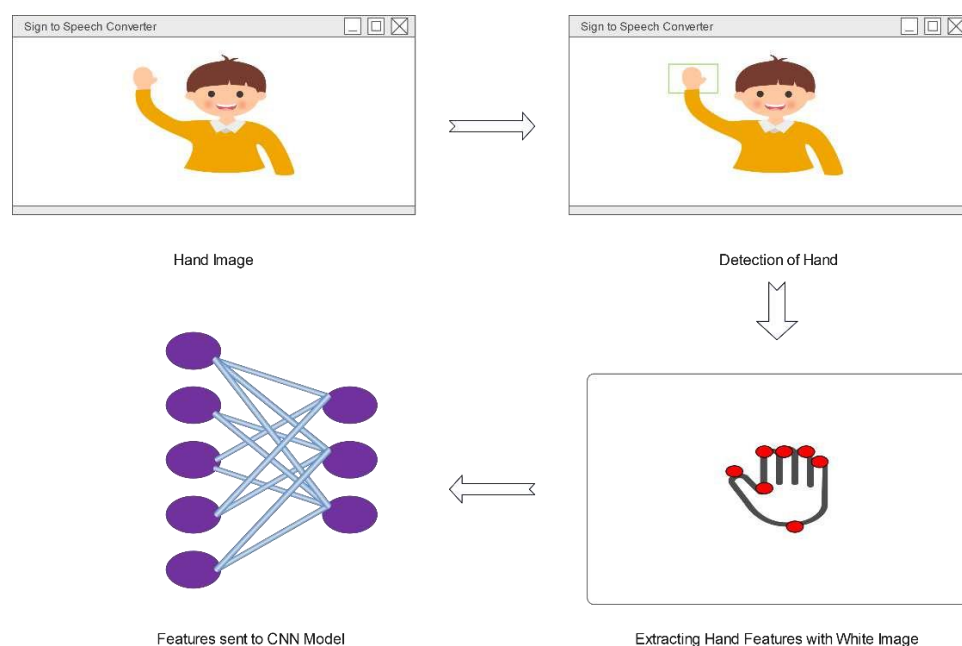 Sign to Speech Converter
Sign to Speech Converter
Hand Image
Detection of Hand
Features sent to CNN Model
Extracting Hand Features with White Image